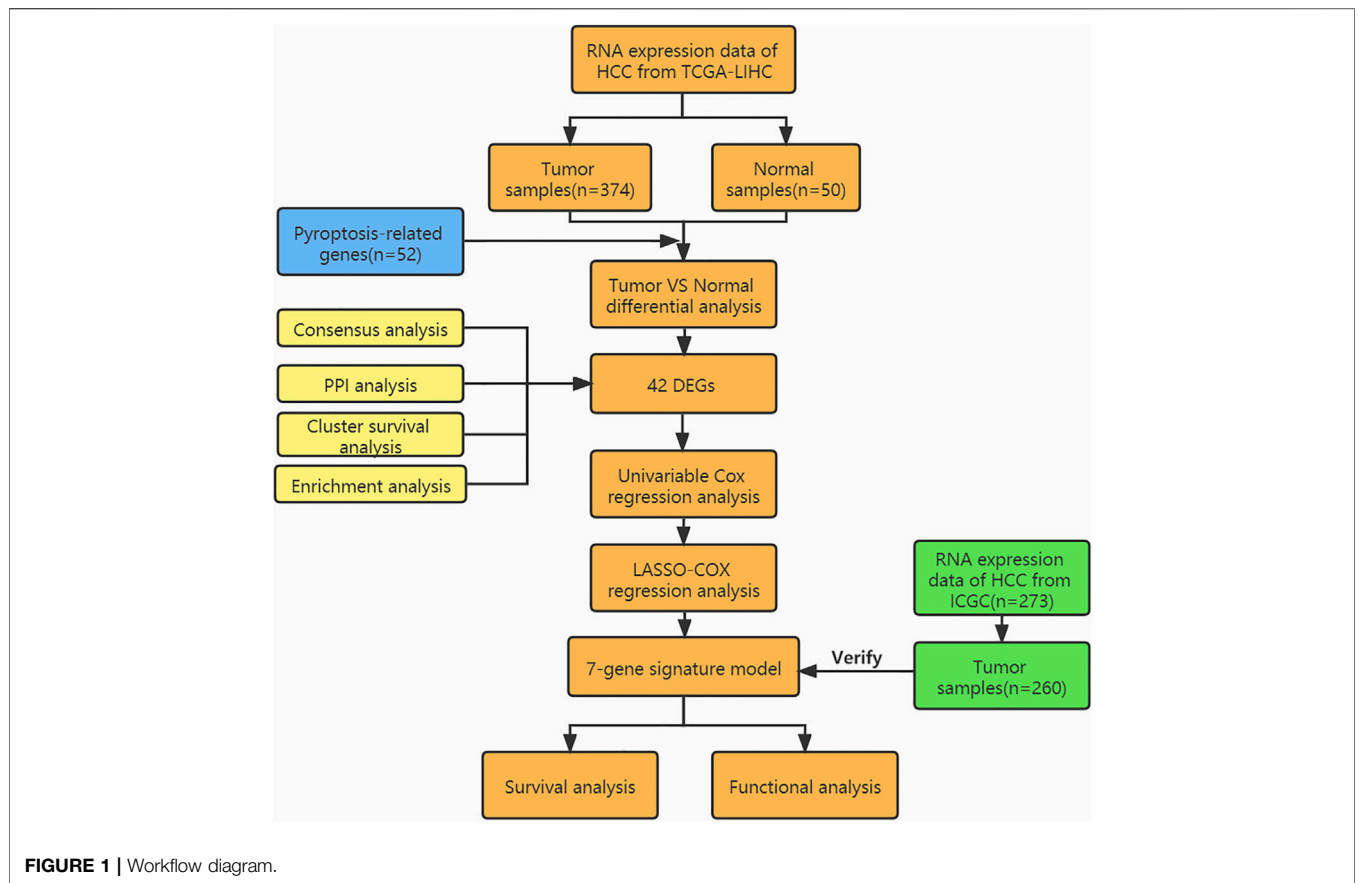 RNA expression data of
HCC from TCGA-LIHC
Tumor
samples(n=374)
Normal
samples(n=50)
Pyroptosis-related
genes(n=52)
Tumor VS Normal
differential analysis
Consensus analysis
PPI analysis
Cluster survival
analysis
Enrichment analysis
42 DEGs
Univariable Cox
regression analysis
LASSO-COX
regression analysis
RNA expression
data of HCC from
ICGC(n=273)
7-gene signature model
Verify
Tumor
samples(n=260)
Survival analysis
Functional analysis
FIGURE 1 | Workflow diagram.